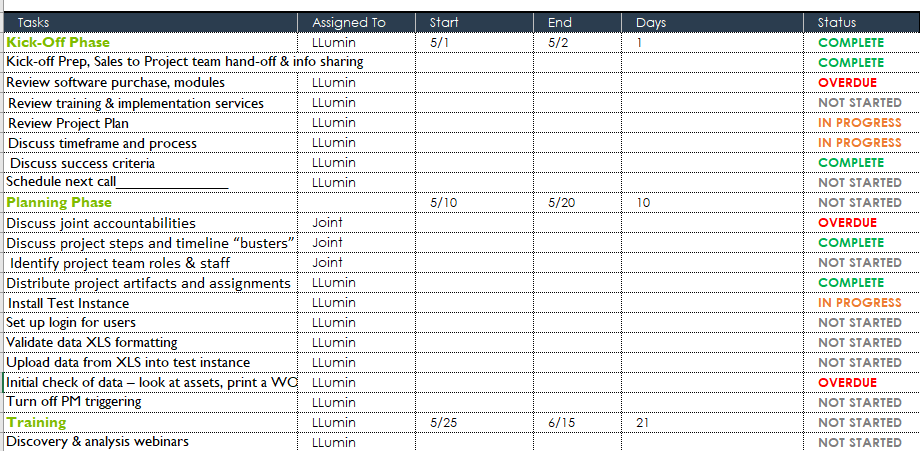 Tasks Assigned To Start End Days Status
Kick-Off Phase LLumin 5/1 5/2 1 COMPLETE
Kick-off Prep, Sales to Project team hand-off & info sharing COMPLETE
Review software purchase, modules LLumin OVERDUE
Review training & implementation services LLumin NOT STARTED
Review Project Plan LLumin IN PROGRESS
Discuss timeframe and process LLumin IN PROGRESS
Discuss success criteria LLumin COMPLETE
Schedule next call________________ LLumin NOT STARTED
Planning Phase 5/10 5/20 10 NOT STARTED
Discuss joint accountabilities Joint OVERDUE
Discuss project steps and timeline “busters” Joint COMPLETE
Identify project team roles & staff Joint NOT STARTED
Distribute project artifacts and assignments LLumin COMPLETE
Install Test Instance LLumin IN PROGRESS
Set up login for users LLumin NOT STARTED
Validate data XLS formatting LLumin NOT STARTED
Upload data from XLS into test instance LLumin NOT STARTED
Initial check of data – look at assets, print a WO LLumin OVERDUE
Turn off PM triggering LLumin NOT STARTED
Training LLumin 5/25 6/15 21 NOT STARTED
Discovery & analysis webinars LLumin NOT STARTED